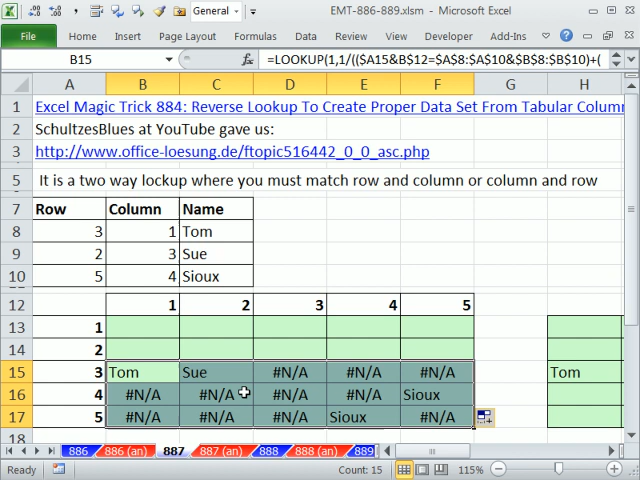 General
EMT-886-889.xlsm - Microsoft Excel
File Home Insert Page Layout Formulas Data Review View Developer Add-Ins
B15 fx =LOOKUP(1,1/(($A15&B$12=$A$8:$A$10&$B$8:$B$10)+(
A B C D E F G H
1 Excel Magic Trick 884: Reverse Lookup To Create Proper Data Set From Tabular Colum
2 SchultzesBlues at YouTube gave us:
3 http://www.office-loesung.de/ftopic516442_0_0_asc.php
5 It is a two way lockup where you must match row and column or column and row
7 Row Column Name
8 3 1 Tom
9 2 3 Sue
10 5 4 Sioux
12 1 2 3 4 5
13 1
14 2
15 3 Tom Sue #N/A #N/A #N/A Tom
16 4 #N/A #N/A #N/A #N/A Sioux
17 5 #N/A #N/A #N/A Sioux #N/A
18
886 886 (an) 887 887 (an) 888 888 (an) 889
Ready Count: 15 115%